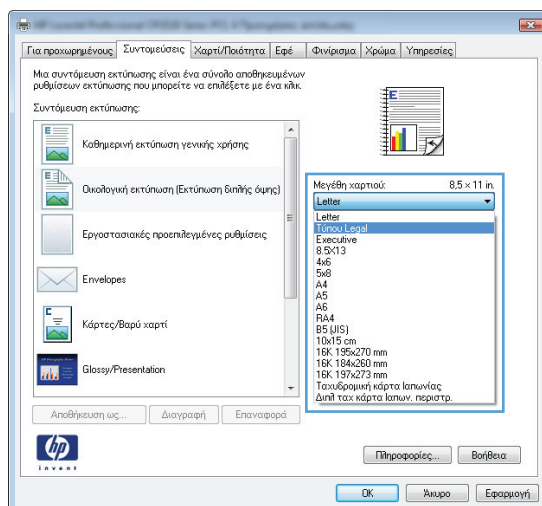 Για προχωρημένους Συντομεύσεις Χαρτί/Ποιότητα Εφέ Φινίρισμα Χρώμα Υπηρεσίες
Μια συντόμευση εκτύπωσης είναι ένα σύνολο αποθηκευμένων
ρυθμίσεων εκτύπωσης που μπορείτε να επιλέξετε με ένα κλικ.
Συντόμευση εκτύπωσης:
Καθημερινή εκτύπωση γενικής χρήσης
Οικολογική εκτύπωση (Εκτύπωση διπλής όψης)
Εργοστασιακές προεπιλεγμένες ρυθμίσεις
Envelopes
Κάρτες/Βαρύ χαρτί
Glossy/Presentation
Μεγέθη χαρτιού: 8,5 × 11 in.
Letter
Letter
Τύπου Legal
Executive
8.5X13
4x6
5x8
A4
A5
A6
RA4
B5 (JIS)
10x15 cm
16K 195x270 mm
16K 184x260 mm
16K 197x273 mm
Ταχυδρομική κάρτα Ιαπωνίας
Διπλ ταχ κάρτα Ιαπων. περιστρ.
Αποθήκευση ως... Διαγραφή Επαναφορά
hp
invent
Πληροφορίες... Βοήθεια
OK Άκυρο Εφαρμογή